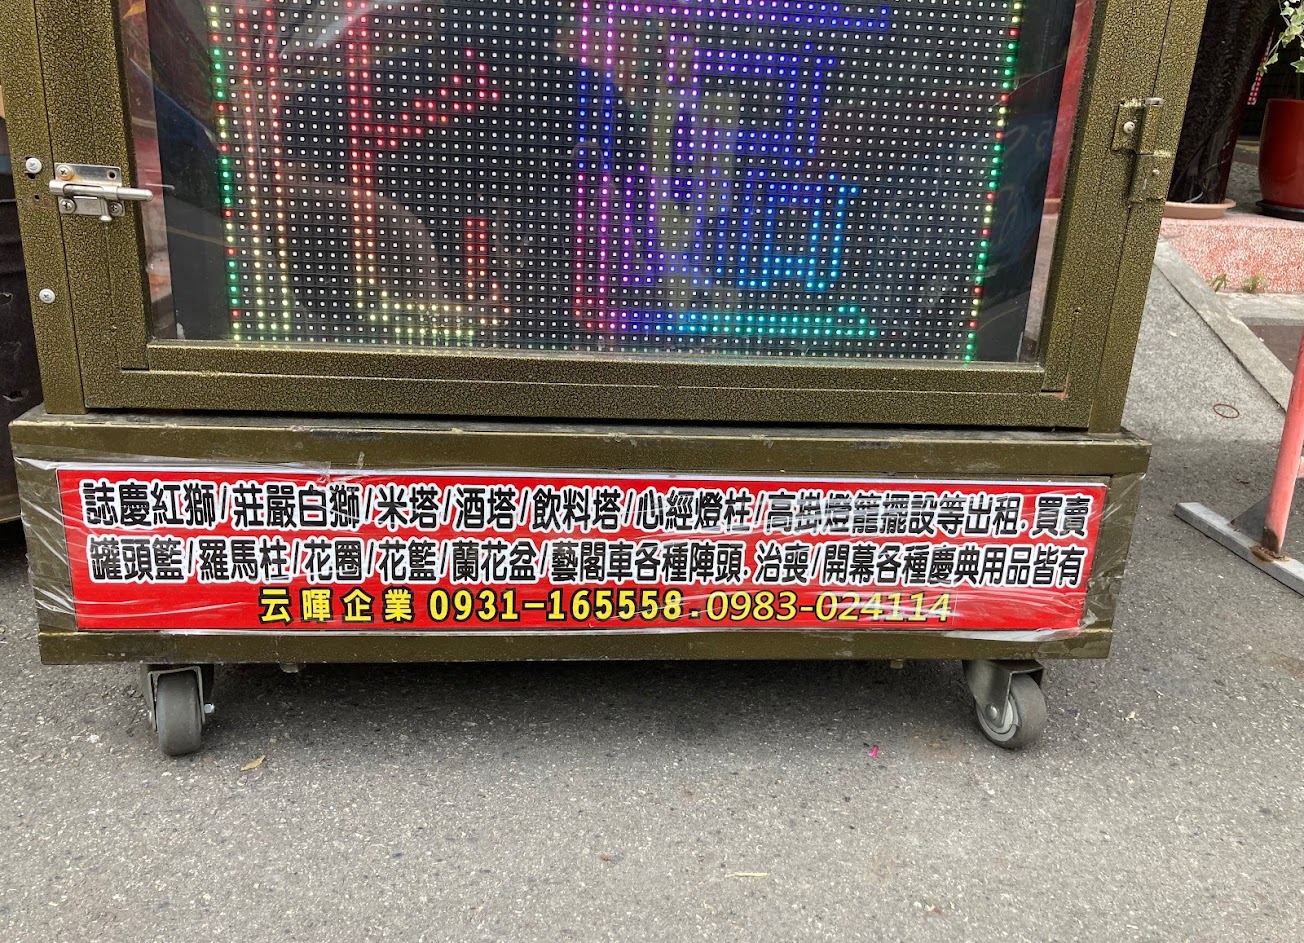 誌慶紅獅/莊嚴白獅/米塔/酒塔/飲料塔/心經燈柱/高掛燈籠擺設等出租.買賣
罐頭籃/羅馬柱/花圈/花籃/蘭花盆/藝閣車各種陣頭.治喪/開幕各種慶典用品皆有
云暉企業 0931-165558.0983-024114